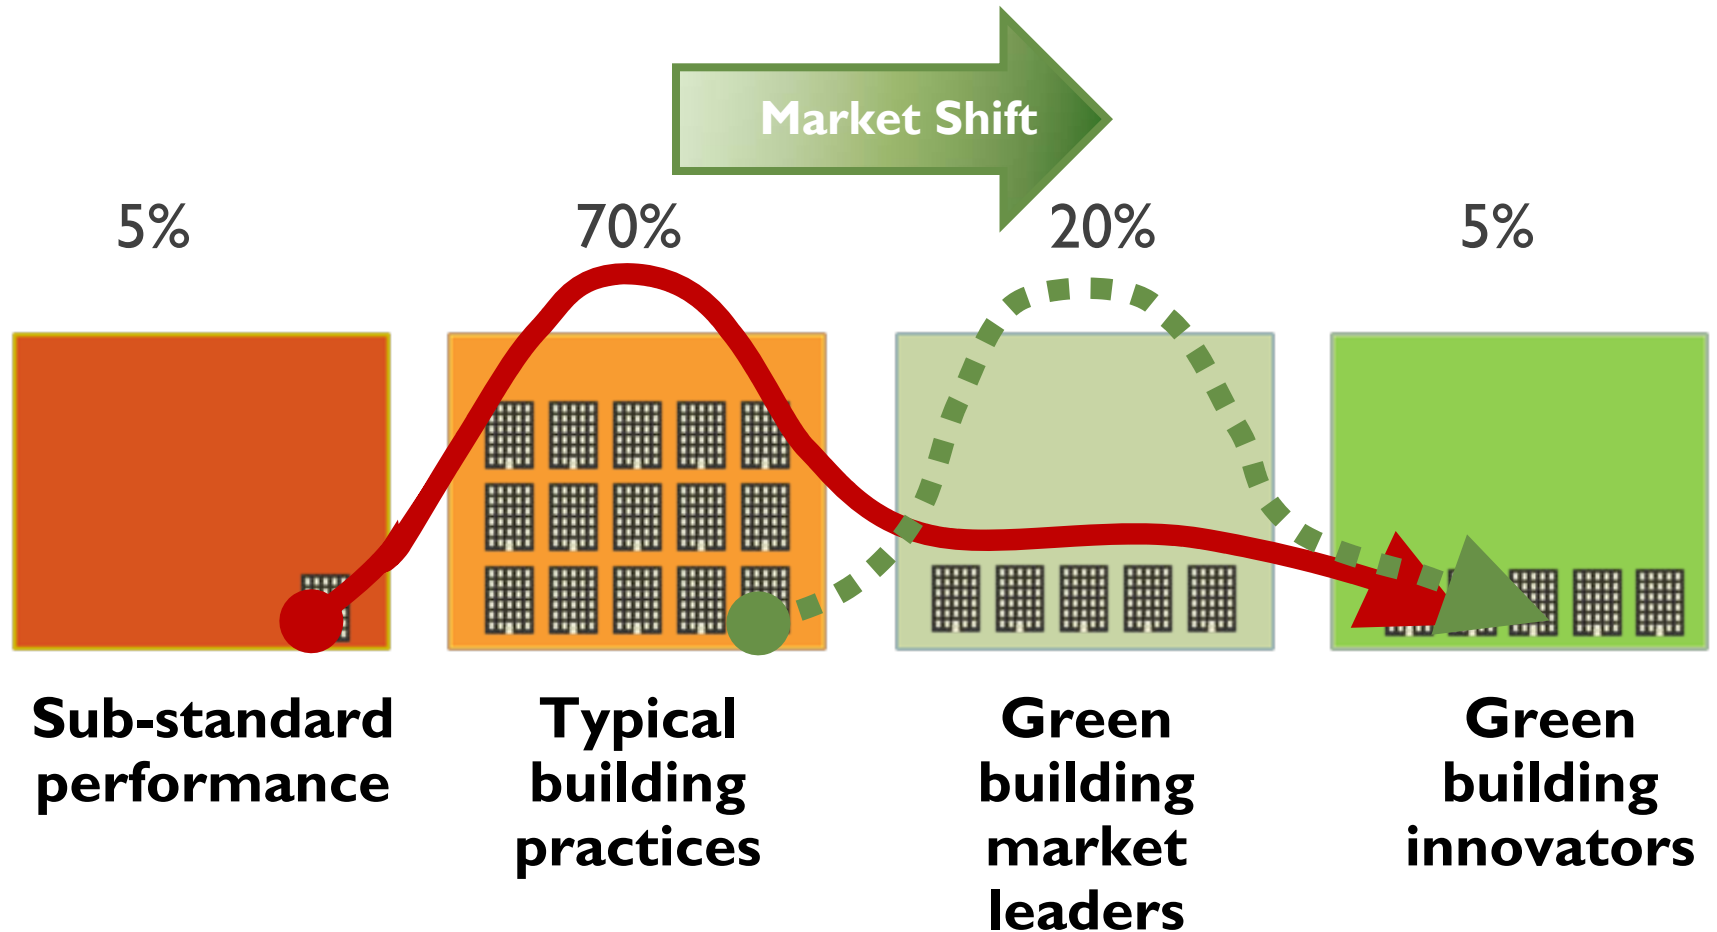 Market Shift
5%
70%
20%
5%
Sub-standard
performance
Typical
building
practices
Green
building
market
leaders
Green
building
innovators